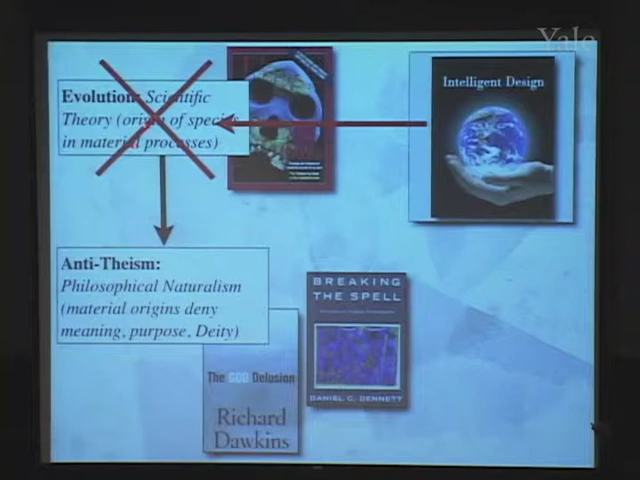 Yale
Intelligent Design
Evolution: Scientific
Theory (origin of species
in material processes)
Anti-Theism:
Philosophical Naturalism
(material origins deny
meaning, purpose, Deity)
BREAKING
THE SPELL
DANIEL C. DENNETT
The GOD Delusion
Richard
Dawkins